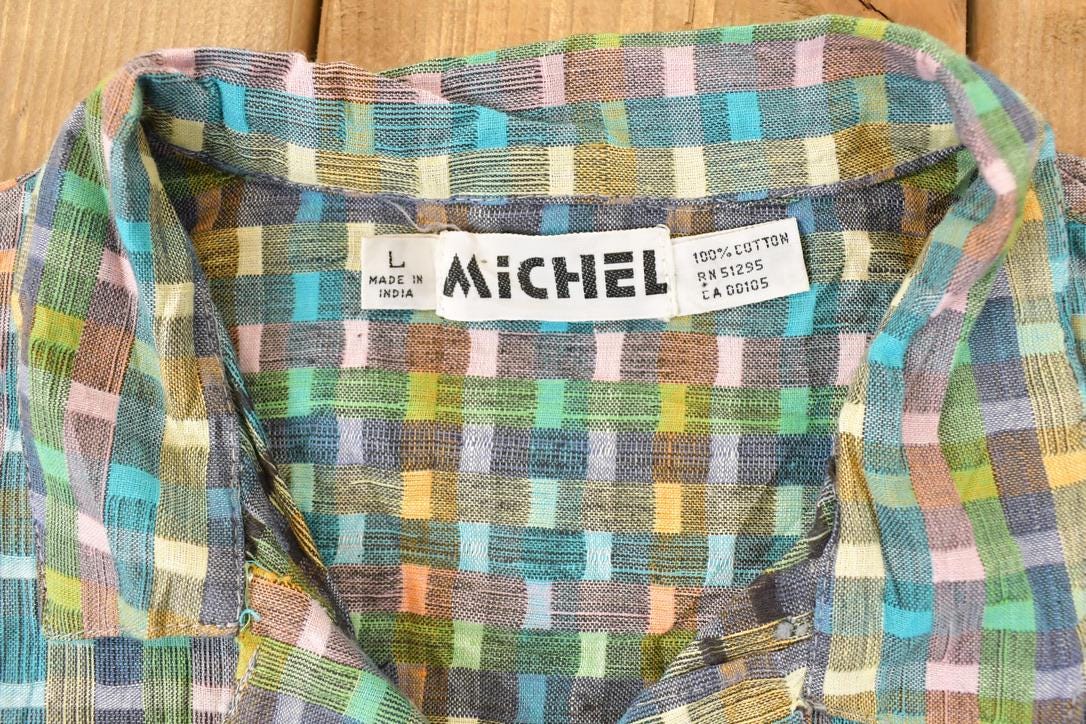 L
MADE IN
INDIA
MiCHEL
100% COTTON
RN 51295
CA 00105